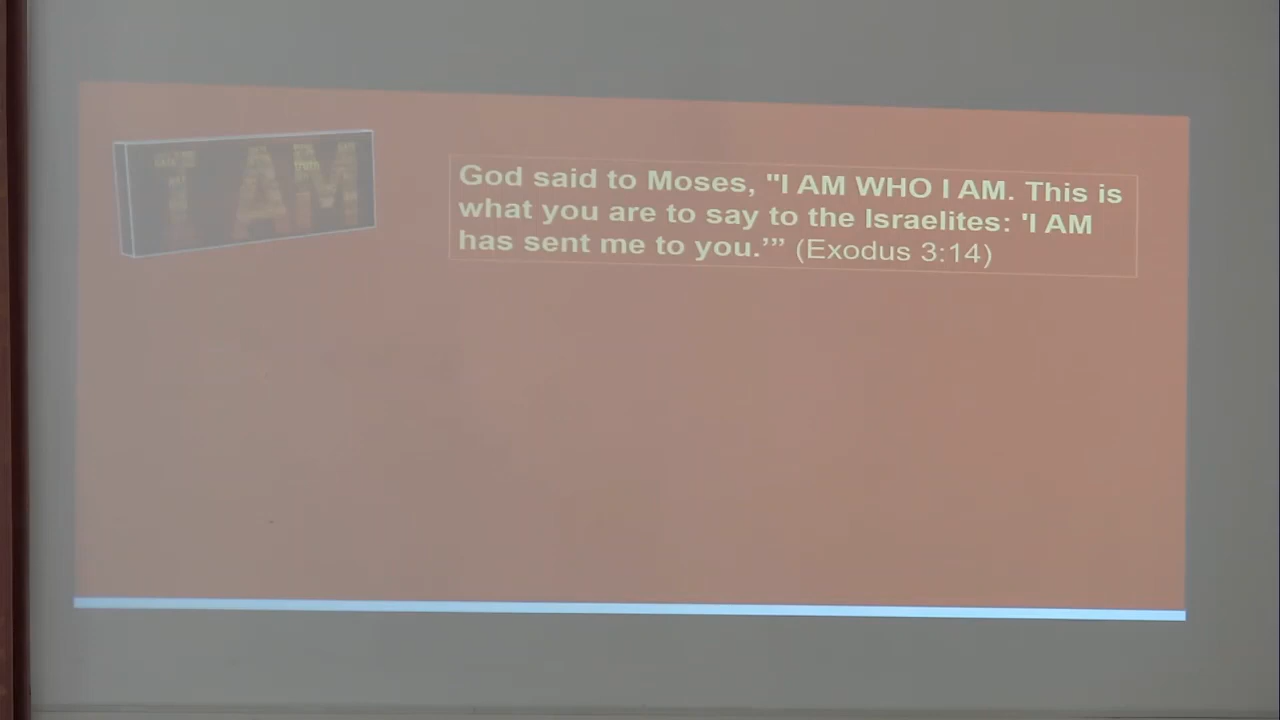 I AM
God said to Moses, "I AM WHO I AM. This is
what you are to say to the Israelites: 'I AM
has sent me to you.’” (Exodus 3:14)